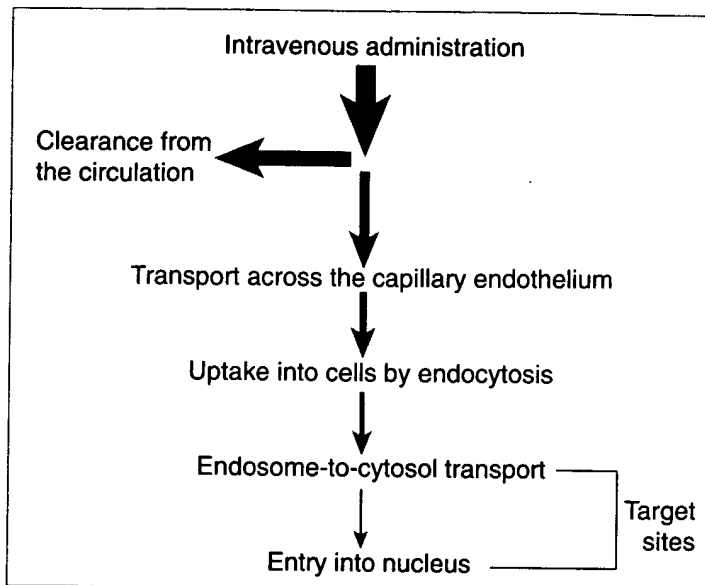 Intravenous administration
Clearance from
the circulation
Transport across the capillary endothelium
Uptake into cells by endocytosis
Endosome-to-cytosol transport
Target
sites
Entry into nucleus